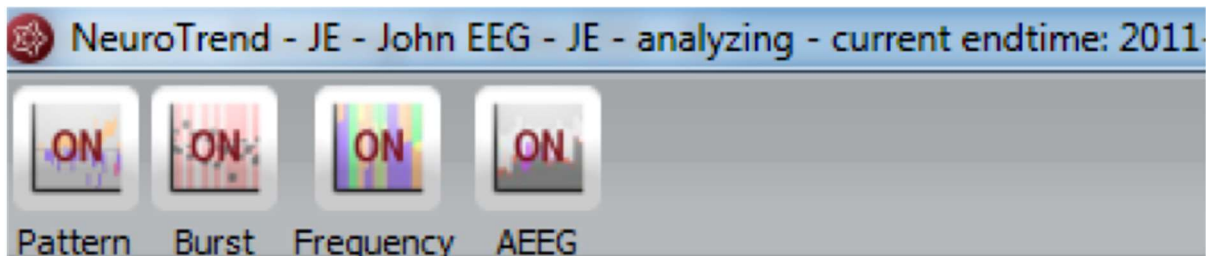 NeuroTrend - JE - John EEG - JE - analyzing - current endtime: 2011-
ON ON ON ON
Pattern Burst Frequency AEEG